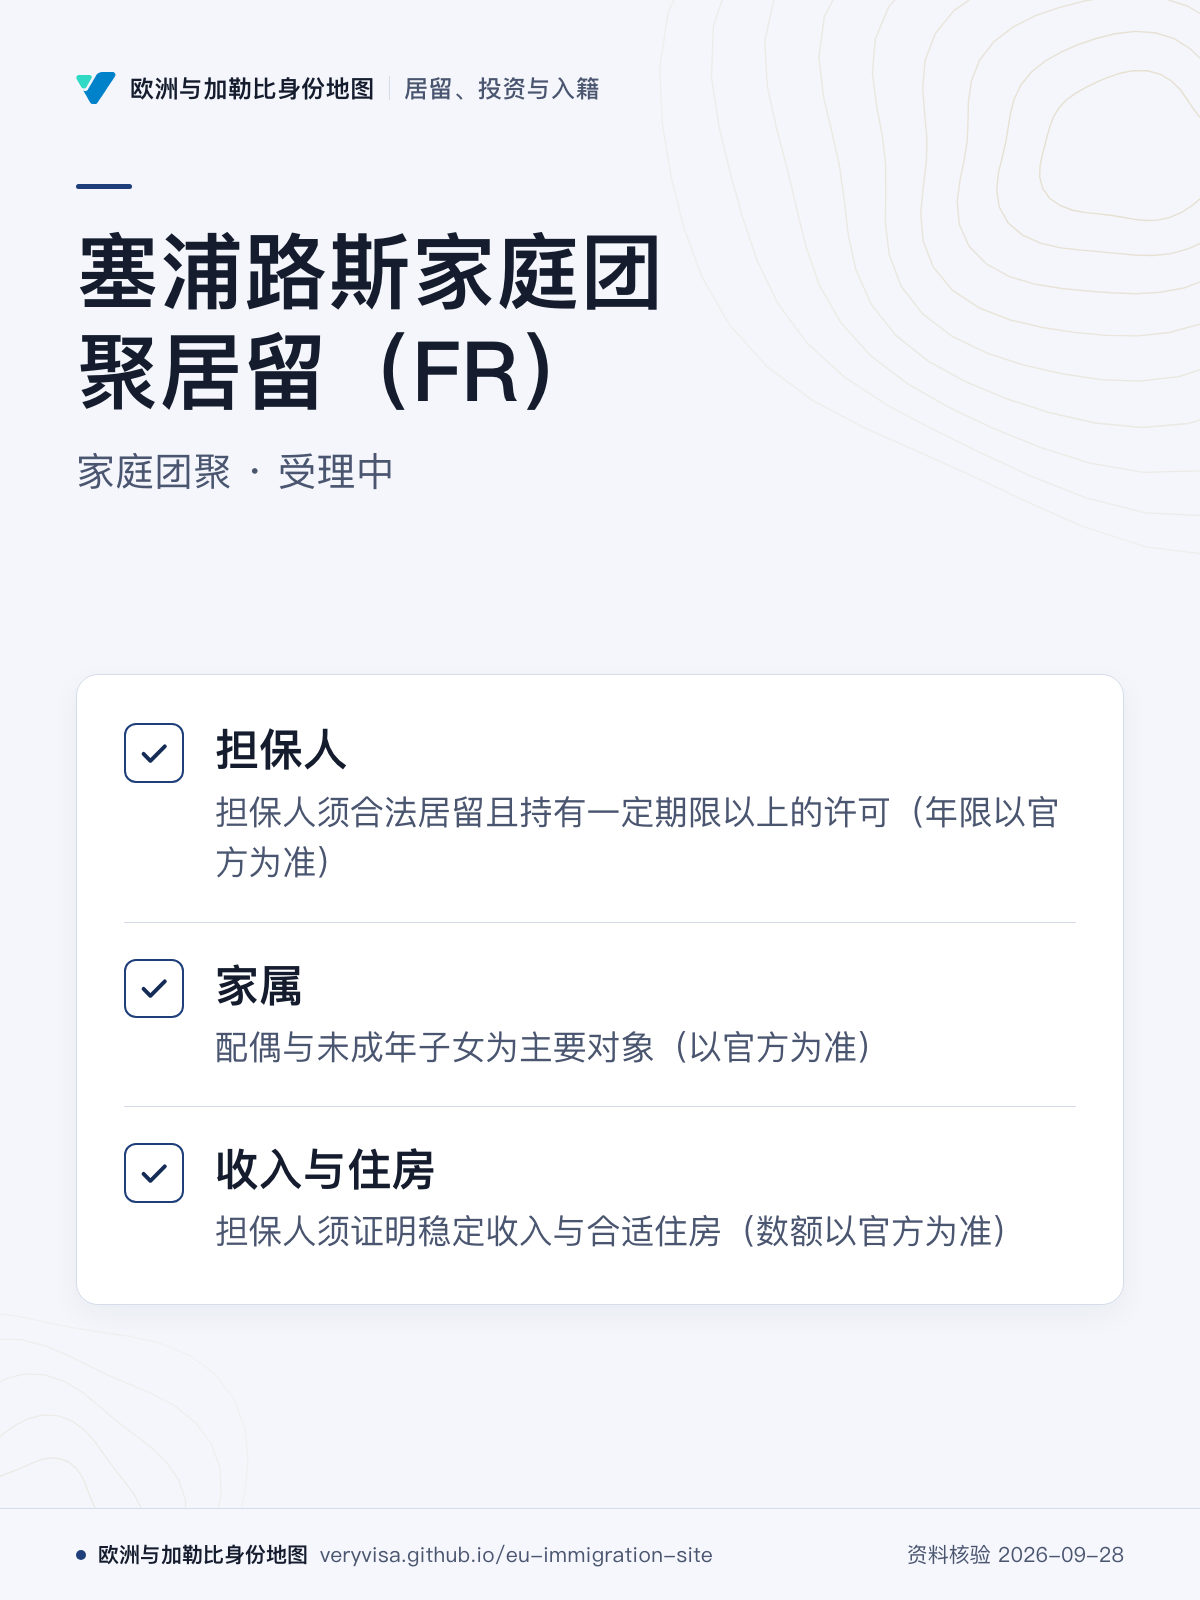 欧洲与加勒比身份地图 居留、投资与入籍
塞浦路斯家庭团
聚居留（FR）
家庭团聚 · 受理中
担保人
担保人须合法居留且持有一定期限以上的许可（年限以官
方为准）
家属
配偶与未成年子女为主要对象（以官方为准）
收入与住房
担保人须证明稳定收入与合适住房（数额以官方为准）
欧洲与加勒比身份地图 veryvisa.github.io/eu-immigration-site 资料核验 2026-09-28